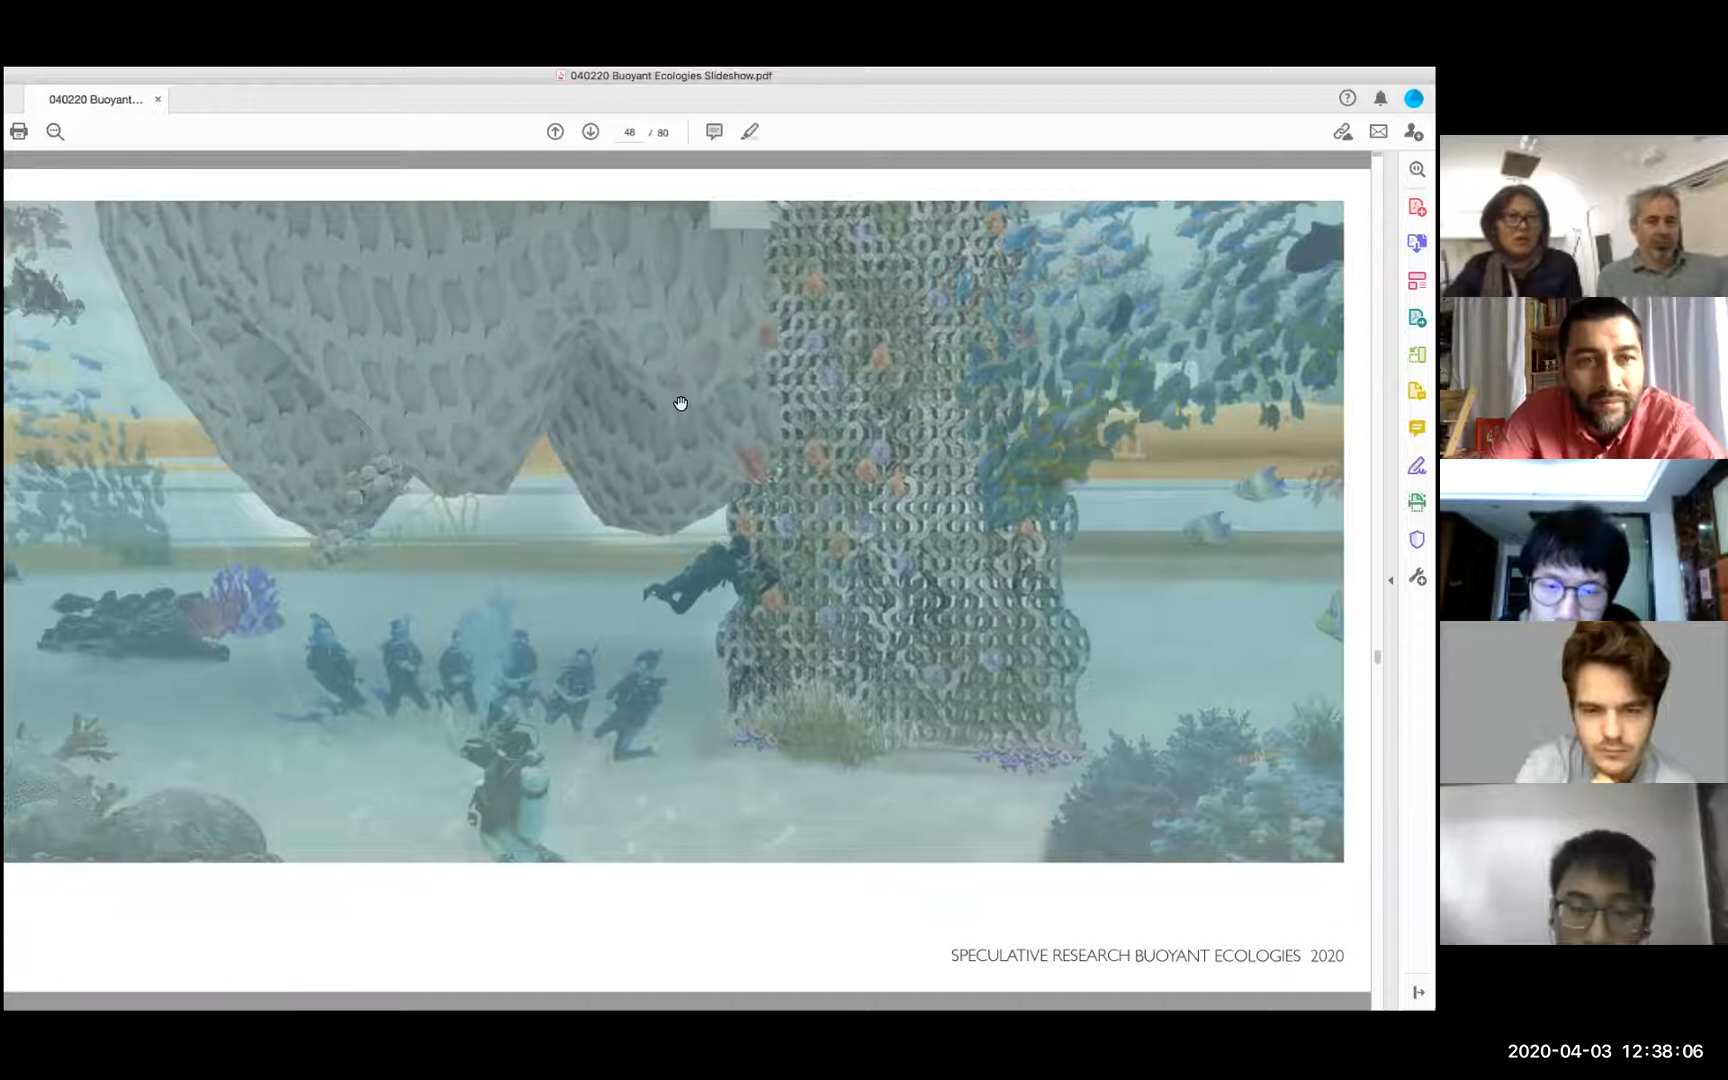 040220 Buoyant Ecologies Slideshow.pdf
040220 Buoyant...
48 / 80
SPECULATIVE RESEARCH BUOYANT ECOLOGIES 2020
2020-04-03 12:38:06